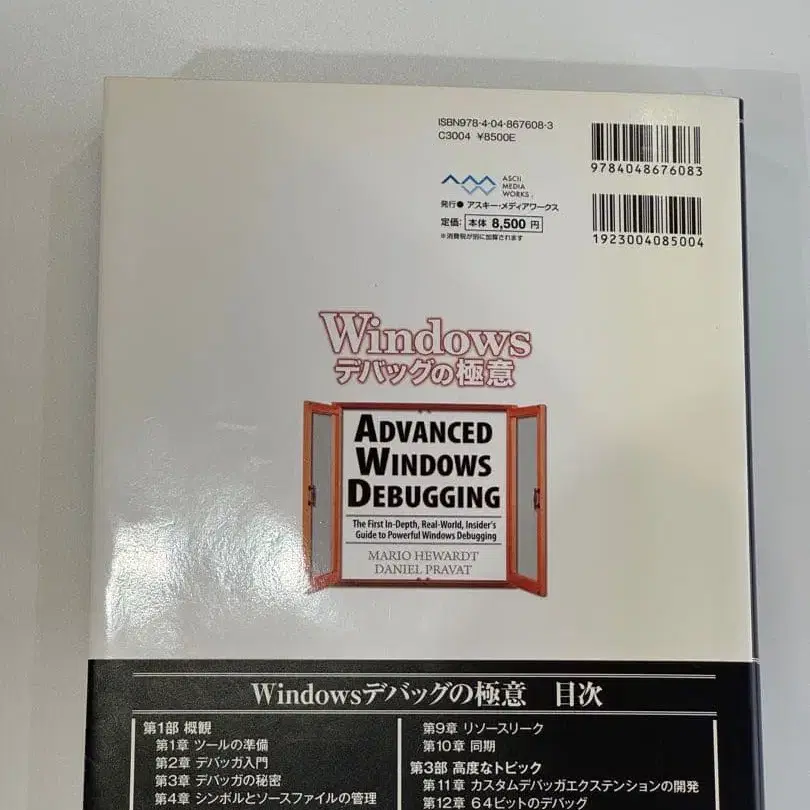 ISBN978-4-04-867608-3
C3004 ¥8500E
9784048676083
ASCII
MEDIA
WORKS.
発行● アスキー・メディアワークス
定価: 本体 8,500 円
※消費税が別に加算されます
1923004085004
Windows
デバッグの極意
ADVANCED
WINDOWS
DEBUGGING
The First In-Depth, Real-World, Insider's
Guide to Powerful Windows Debugging
MARIO HEWARDT
DANIEL PRAVAT
Windowsデバッグの極意 目次
第1部 概観
第1章 ツールの準備
第2章 デバッガ入門
第3章 デバッガの秘密
第4章 シンボルとソースファイルの管理
第9章 リソースリーク
第10章 同期
第3部 高度なトピック
第11章 カスタムデバッガエクステンションの開発
第12章 64ビットのデバッグ